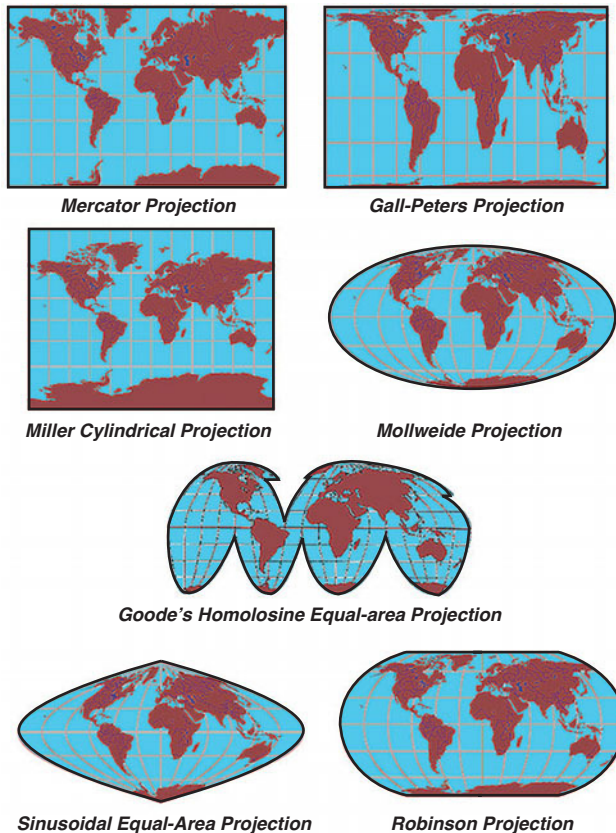 Mercator Projection
Gall-Peters Projection
Miller Cylindrical Projection
Mollweide Projection
Goode's Homolosine Equal-area Projection
Sinusoidal Equal-Area Projection
Robinson Projection